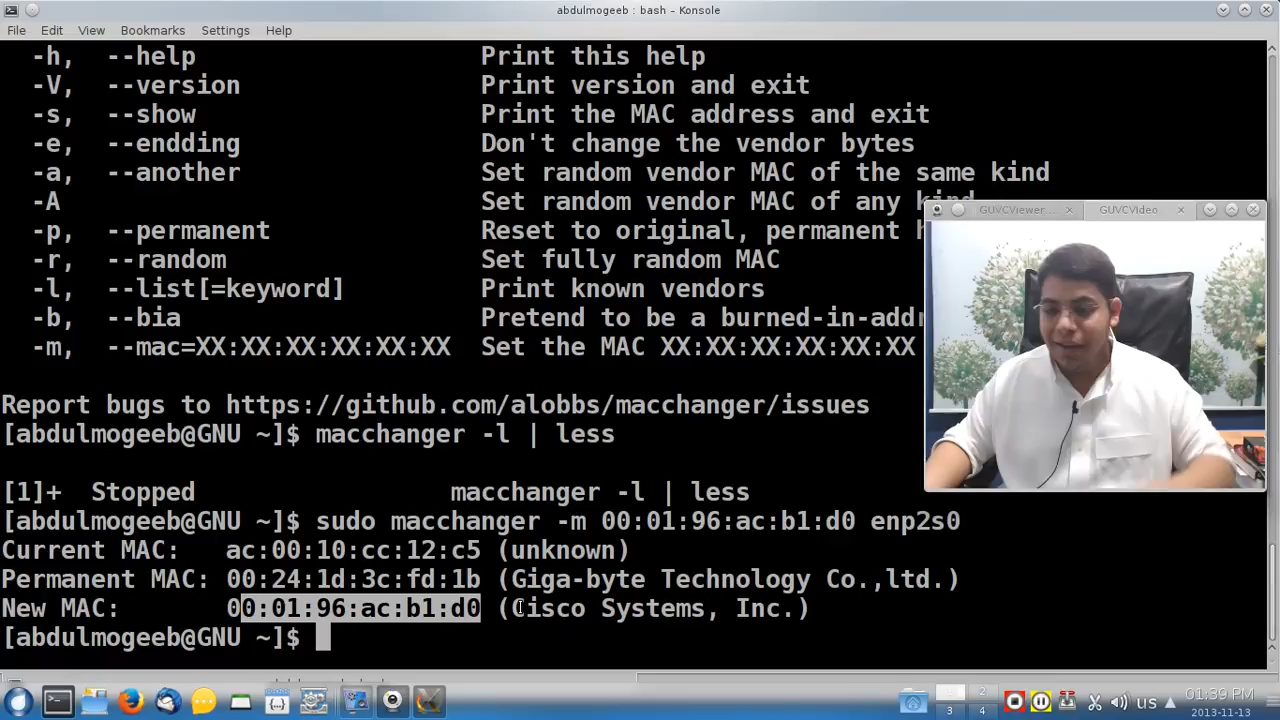 abdulmogeeb : bash – Konsole
File Edit View Bookmarks Settings Help
-h, --help Print this help
-V, --version Print version and exit
-s, --show Print the MAC address and exit
-e, --endding Don't change the vendor bytes
-a, --another Set random vendor MAC of the same kind
-A Set random vendor MAC of any kind
-p, --permanent Reset to original, permanent
-r, --random Set fully random MAC
-l, --list[=keyword] Print known vendors
-b, --bia Pretend to be a burned-in-addr
-m, --mac=XX:XX:XX:XX:XX:XX Set the MAC XX:XX:XX:XX:XX:XX
GUVCViewer... GUVCVideo
Report bugs to https://github.com/alobbs/macchanger/issues
[abdulmogeeb@GNU ~]$ macchanger -l | less
[1]+ Stopped macchanger -l | less
[abdulmogeeb@GNU ~]$ sudo macchanger -m 00:01:96:ac:b1:d0 enp2s0
Current MAC: ac:00:10:cc:12:c5 (unknown)
Permanent MAC: 00:24:1d:3c:fd:1b (Giga-byte Technology Co.,ltd.)
New MAC: 00:01:96:ac:b1:d0 (Cisco Systems, Inc.)
[abdulmogeeb@GNU ~]$
1 2
3 4
us
01:39 PM
2013-11-13